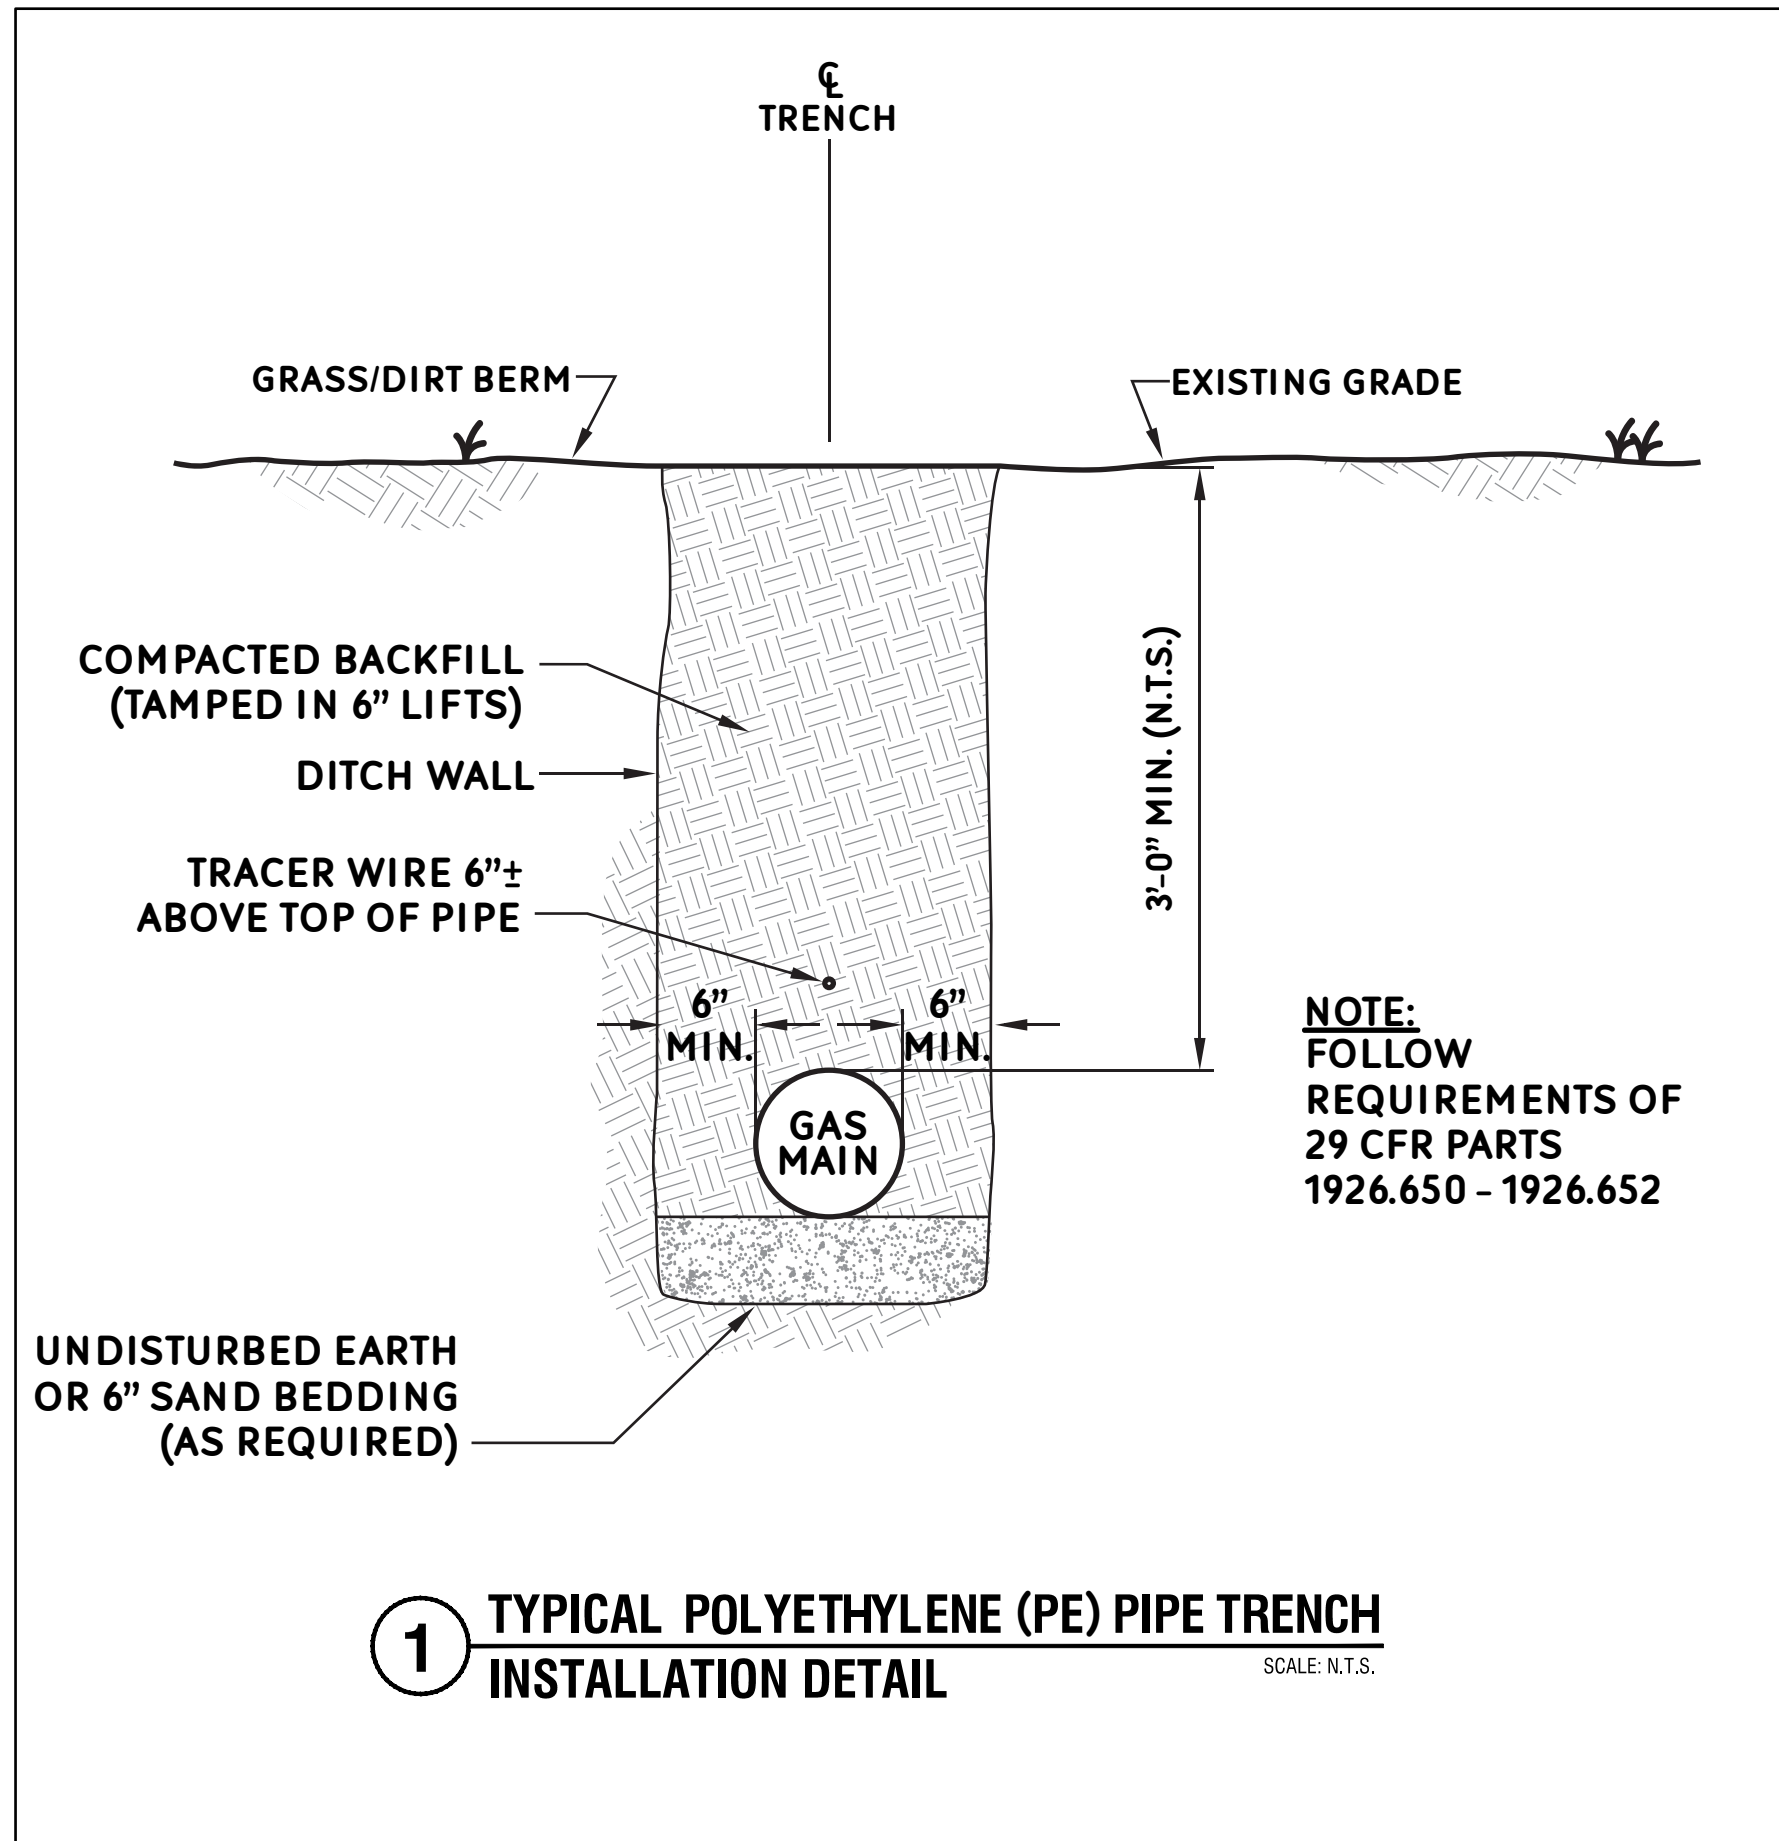 ℄
TRENCH
GRASS/DIRT BERM
EXISTING GRADE
COMPACTED BACKFILL
(TAMPED IN 6” LIFTS)
DITCH WALL
3’-0” MIN. (N.T.S.)
TRACER WIRE 6”±
ABOVE TOP OF PIPE
6”
MIN.
6”
MIN.
GAS
MAIN
NOTE:
FOLLOW
REQUIREMENTS OF
29 CFR PARTS
1926.650 – 1926.652
UNDISTURBED EARTH
OR 6” SAND BEDDING
(AS REQUIRED)
1
TYPICAL POLYETHYLENE (PE) PIPE TRENCH
INSTALLATION DETAIL
SCALE: N.T.S.